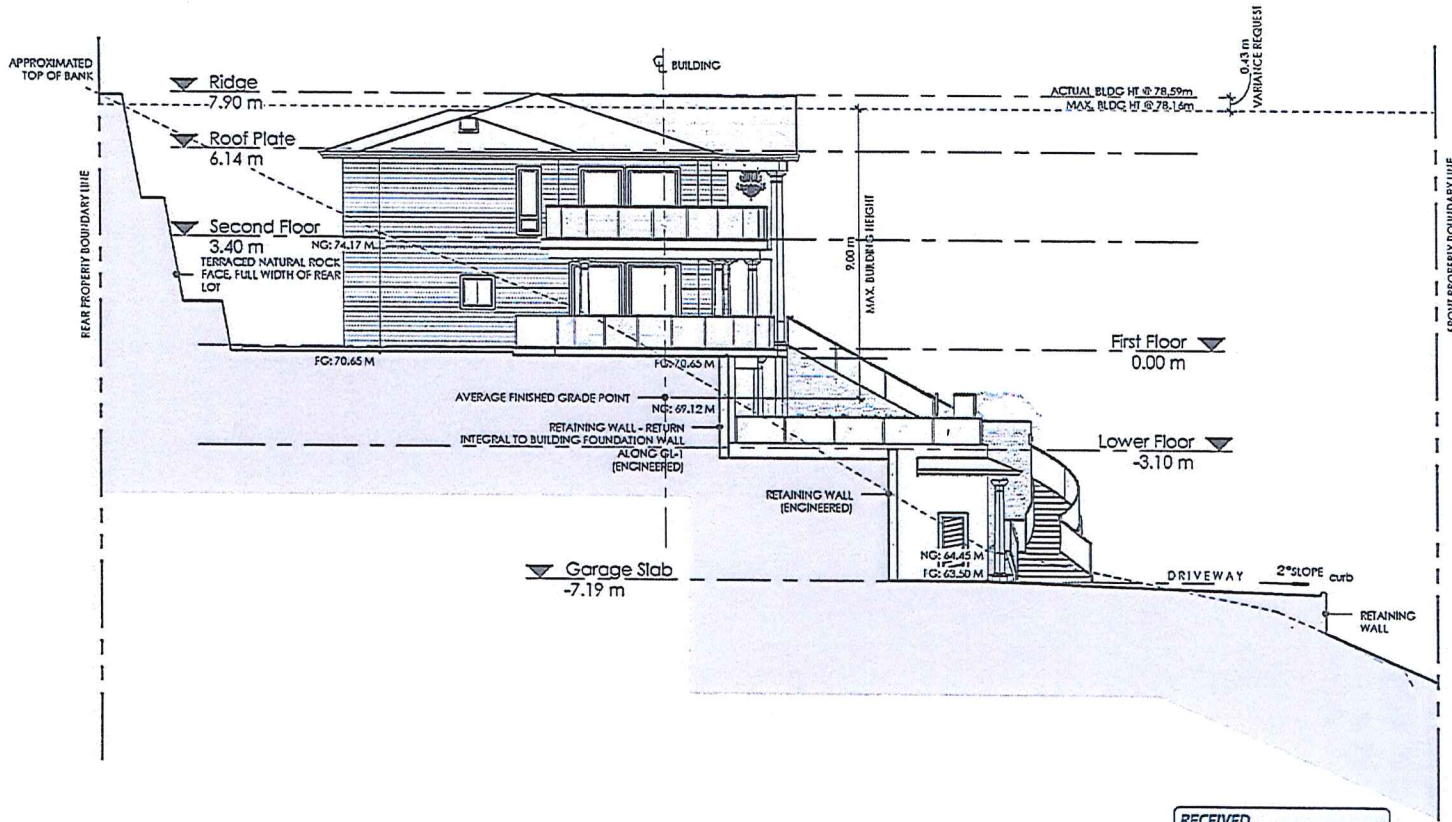 APPROXIMATED
TOP OF BANK
Ridge
7.90 m
BUILDING
ACTUAL BLDG HT @ 78.59m
MAX. BLDG HT @ 78.16m
0.43 m
VARIANCE REQUEST
Roof Plate
6.14 m
REAR PROPERTY BOUNDARY LINE
Second Floor
3.40 m
NG: 74.17 M
TERRACED NATURAL ROCK
FACE, FULL WIDTH OF REAR
LOT
9.00 m
MAX. BUILDING HEIGHT
PROPERTY BOUNDARY LINE
First Floor
0.00 m
FG: 70.65 M
FG: 70.65 M
AVERAGE FINISHED GRADE POINT
NG: 69.12 M
RETAINING WALL - RETURN
INTEGRAL TO BUILDING FOUNDATION WALL
ALONG GL-1
(ENGINEERED)
Lower Floor
-3.10 m
RETAINING WALL
(ENGINEERED)
NG: 64.45 M
FG: 63.50 M
Garage Slab
-7.19 m
DRIVEWAY
2° SLOPE
curb
RETAINING
WALL
RECEIVED